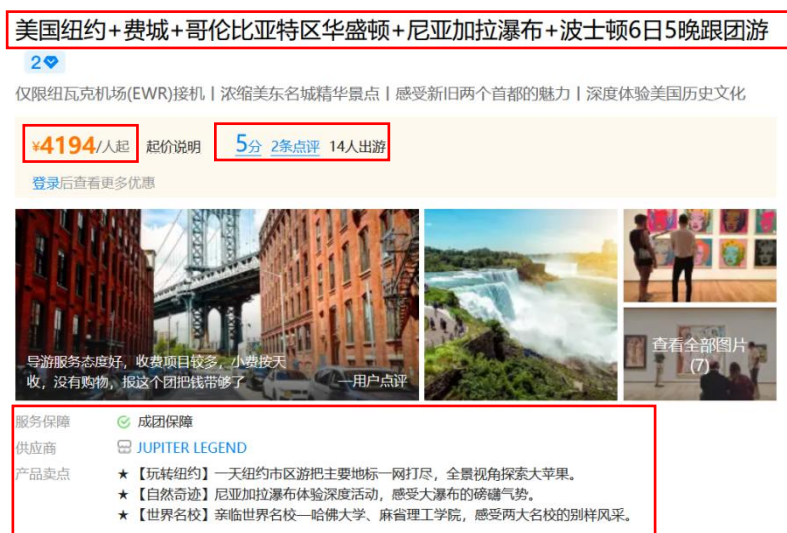 美国纽约+费城+哥伦比亚特区华盛顿+尼亚加拉瀑布+波士顿6日5晚跟团游
2
仅限纽瓦克机场(EWR)接机丨浓缩美东名城精华景点丨感受新旧两个首都的魅力丨深度体验美国历史文化
¥4194/人起 起价说明 5分 2条点评 14人出游
登录后查看更多优惠
导游服务态度好，收费项目较多，小费按天
收，没有购物，报这个团把钱带够了 —用户点评
查看全部图片
(7)
服务保障 成团保障
供应商 JUPITER LEGEND
产品卖点 ★【玩转纽约】一天纽约市区游把主要地标一网打尽，全景视角探索大苹果。
★【自然奇迹】尼亚加拉瀑布体验深度活动，感受大瀑布的磅礴气势。
★【世界名校】亲临世界名校—哈佛大学、麻省理工学院，感受两大名校的别样风采。